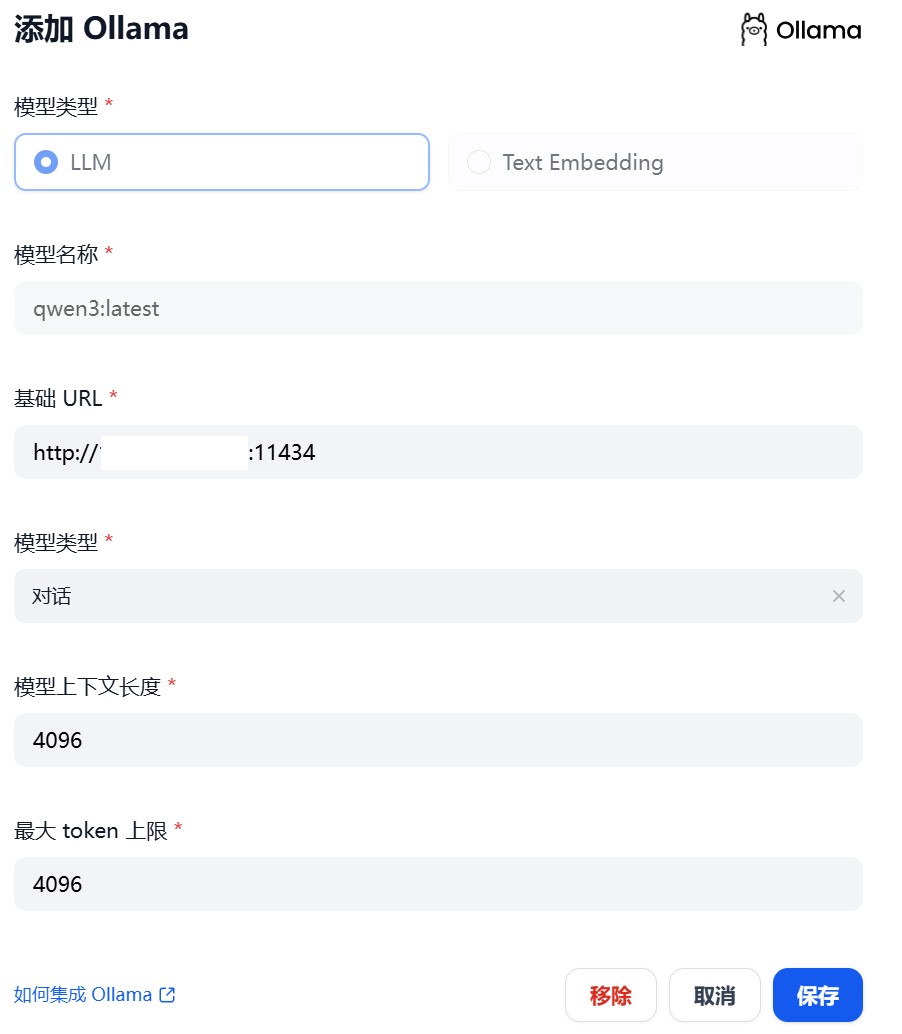 添加 Ollama
Ollama
模型类型 *
LLM
Text Embedding
模型名称 *
qwen3:latest
基础 URL *
http://
:11434
模型类型 *
对话
模型上下文长度 *
4096
最大 token 上限 *
4096
如何集成 Ollama
移除
取消
保存